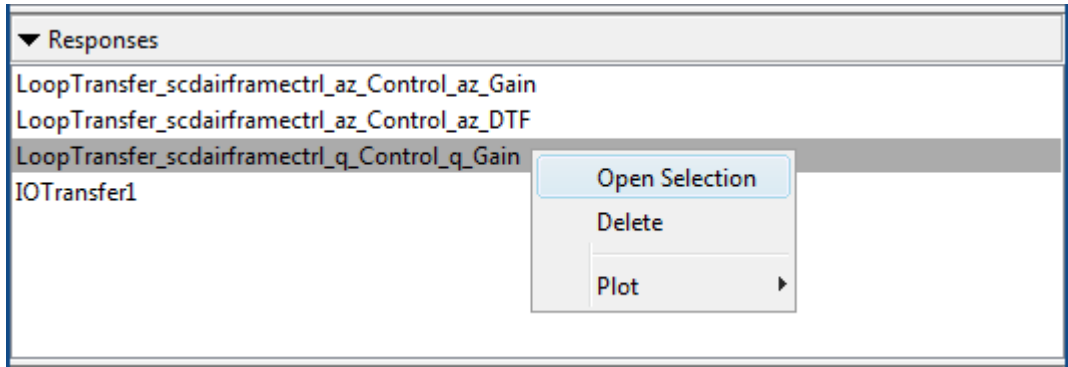 Responses
LoopTransfer_scdairframectrl_az_Control_az_Gain
LoopTransfer_scdairframectrl_az_Control_az_DTF
LoopTransfer_scdairframectrl_q_Control_q_Gain
IOTransfer1
Open Selection
Delete
Plot